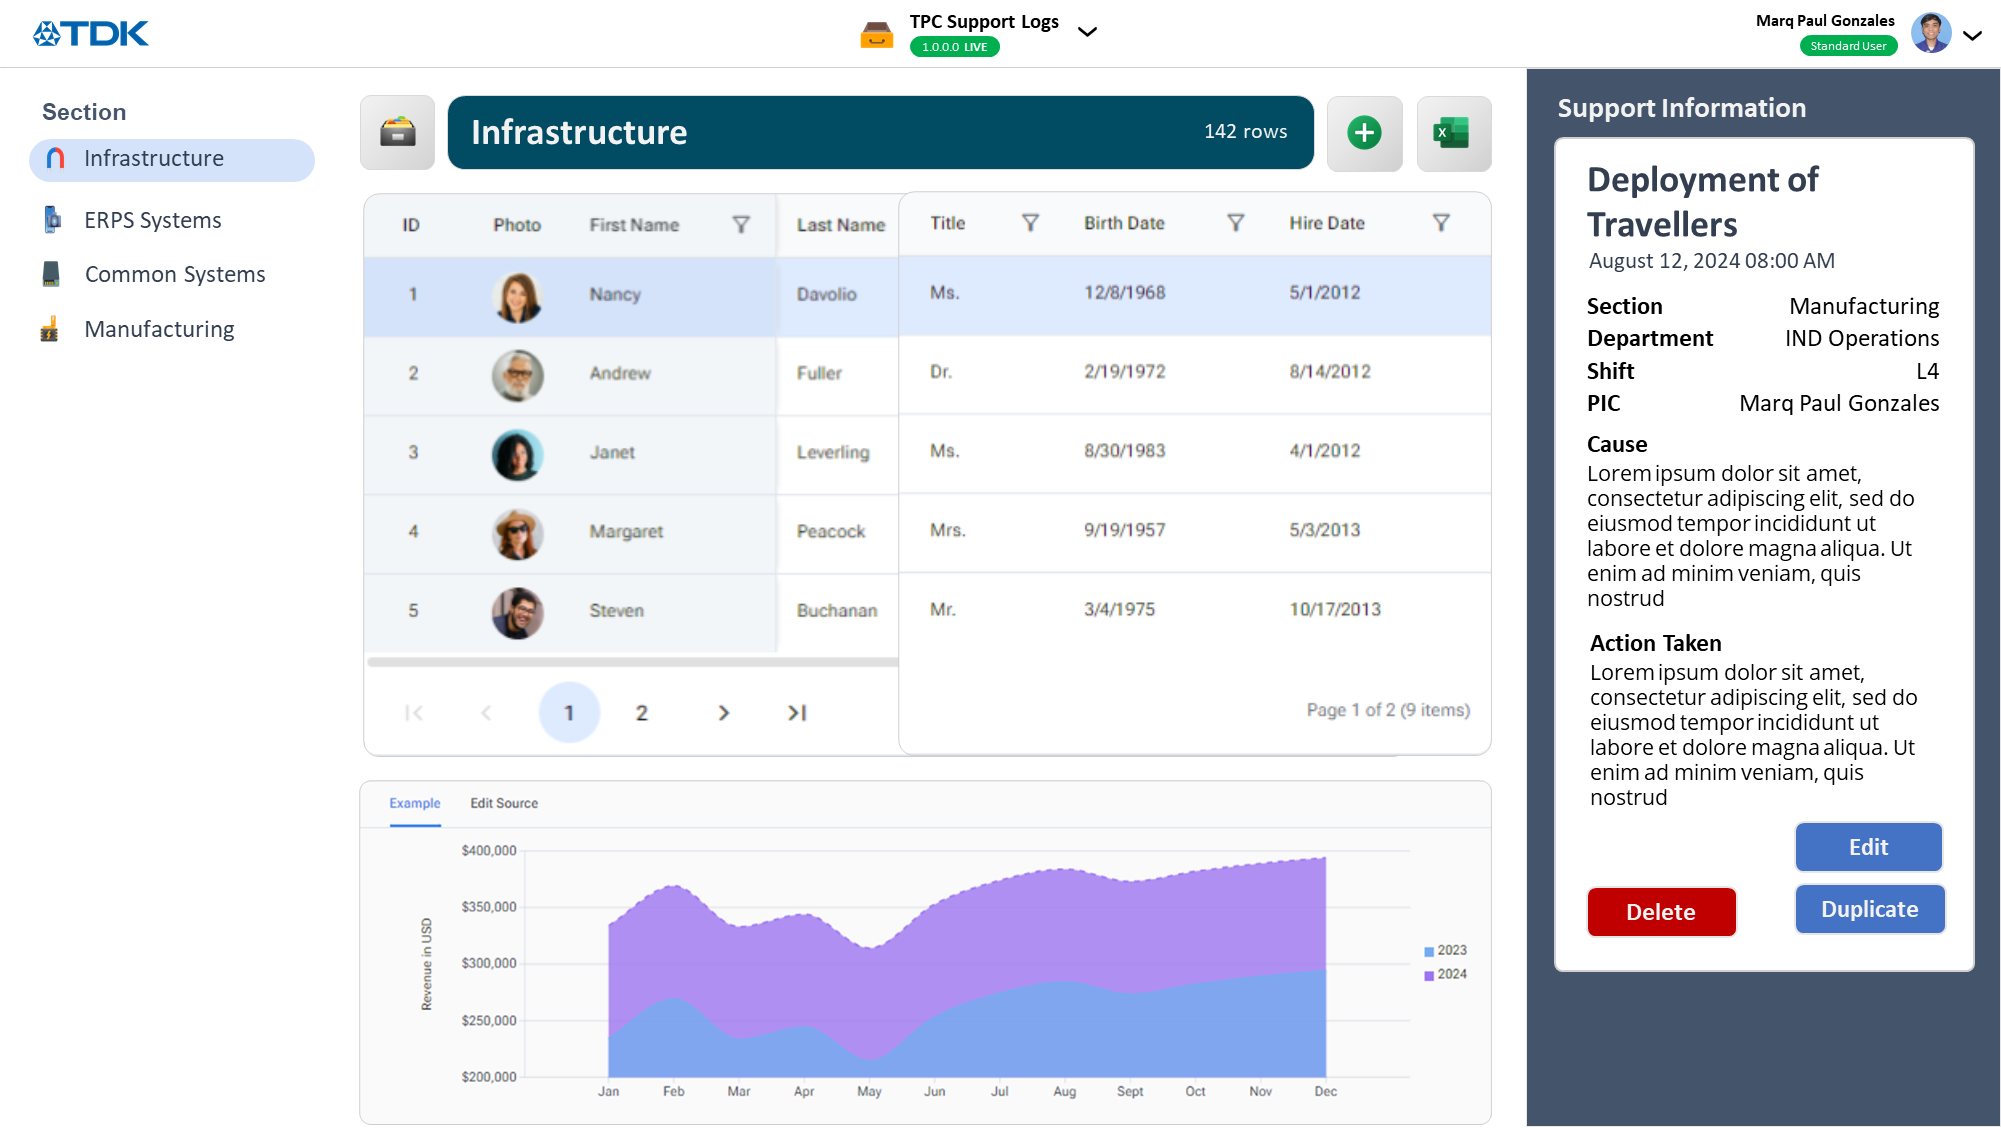 TDK
TPC Support Logs
1.0.0.0 LIVE
Marq Paul Gonzales
Standard User
Section
Infrastructure
ERPS Systems
Common Systems
Manufacturing
Infrastructure
142 rows
X
ID Photo First Name Last Name Title Birth Date Hire Date
1 Nancy Davolio Ms. 12/8/1968 5/1/2012
2 Andrew Fuller Dr. 2/19/1972 8/14/2012
3 Janet Leverling Ms. 8/30/1983 4/1/2012
4 Margaret Peacock Mrs. 9/19/1957 5/3/2013
5 Steven Buchanan Mr. 3/4/1975 10/17/2013
1 2
Page 1 of 2 (9 items)
Example Edit Source
Revenue in USD
$400,000
$350,000
$300,000
$250,000
$200,000
Jan Feb Mar Apr May Jun Jul Aug Sept Oct Nov Dec
2023
2024
Support Information
Deployment of
Travellers
August 12, 2024 08:00 AM
Section Manufacturing
Department IND Operations
Shift L4
PIC Marq Paul Gonzales
Cause
Lorem ipsum dolor sit amet,
consectetur adipiscing elit, sed do
eiusmod tempor incididunt ut
labore et dolore magna aliqua. Ut
enim ad minim veniam, quis
nostrud
Action Taken
Lorem ipsum dolor sit amet,
consectetur adipiscing elit, sed do
eiusmod tempor incididunt ut
labore et dolore magna aliqua. Ut
enim ad minim veniam, quis
nostrud
Edit
Delete
Duplicate